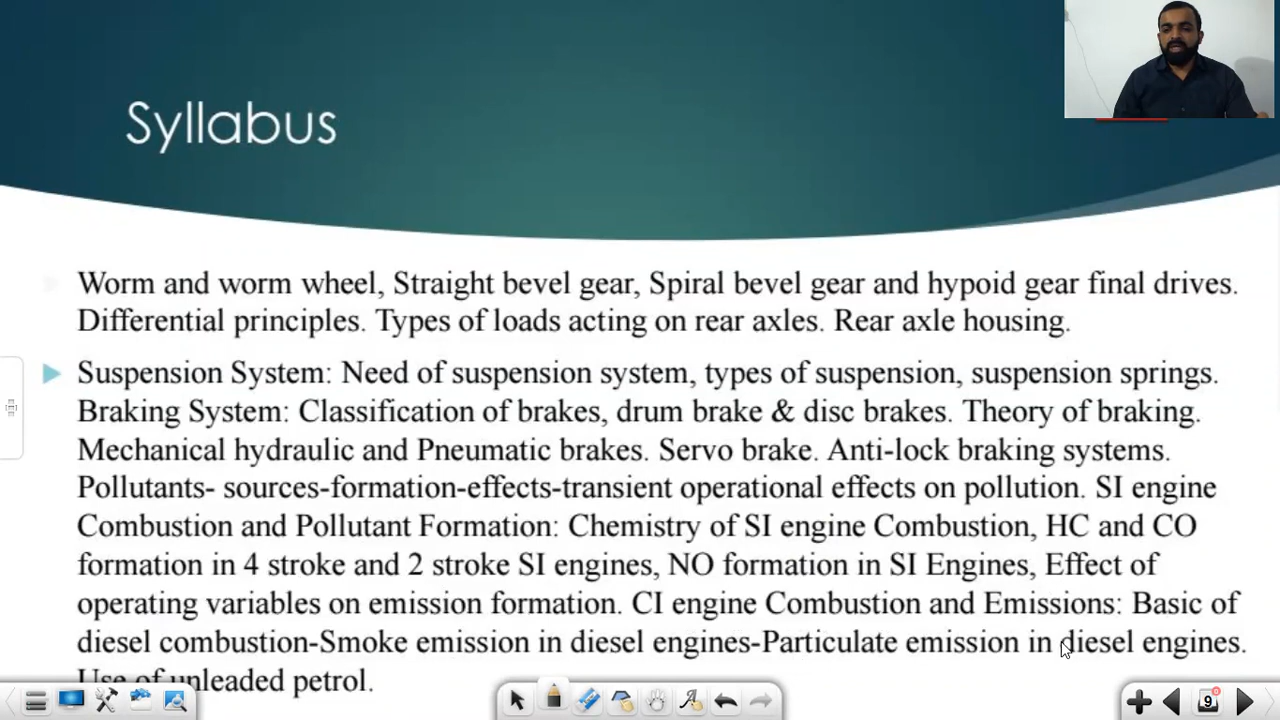 Syllabus
Worm and worm wheel, Straight bevel gear, Spiral bevel gear and hypoid gear final drives.
Differential principles. Types of loads acting on rear axles. Rear axle housing.
Suspension System: Need of suspension system, types of suspension, suspension springs.
Braking System: Classification of brakes, drum brake & disc brakes. Theory of braking.
Mechanical hydraulic and Pneumatic brakes. Servo brake. Anti-lock braking systems.
Pollutants- sources-formation-effects-transient operational effects on pollution. SI engine
Combustion and Pollutant Formation: Chemistry of SI engine Combustion, HC and CO
formation in 4 stroke and 2 stroke SI engines, NO formation in SI Engines, Effect of
operating variables on emission formation. CI engine Combustion and Emissions: Basic of
diesel combustion-Smoke emission in diesel engines-Particulate emission in diesel engines.
Use of unleaded petrol.
9